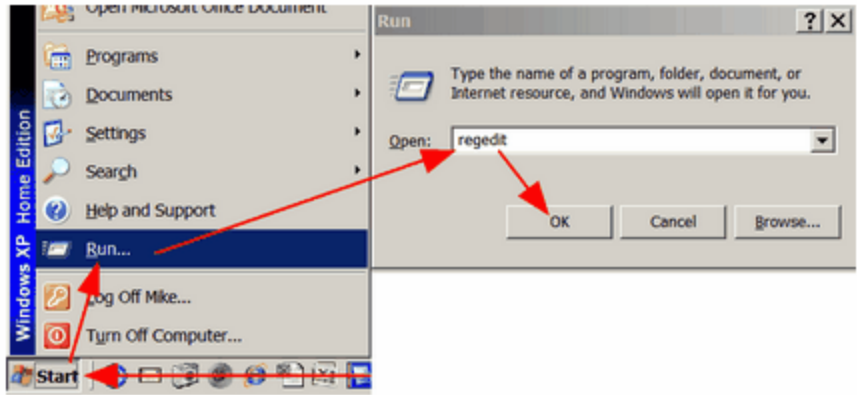 Open Microsoft Office Document
Programs
Documents
Settings
Search
Help and Support
Run...
Log Off Mike...
Turn Off Computer...
Windows XP Home Edition
Start
Run
Type the name of a program, folder, document, or
Internet resource, and Windows will open it for you.
Open: regedit
OK Cancel Browse...